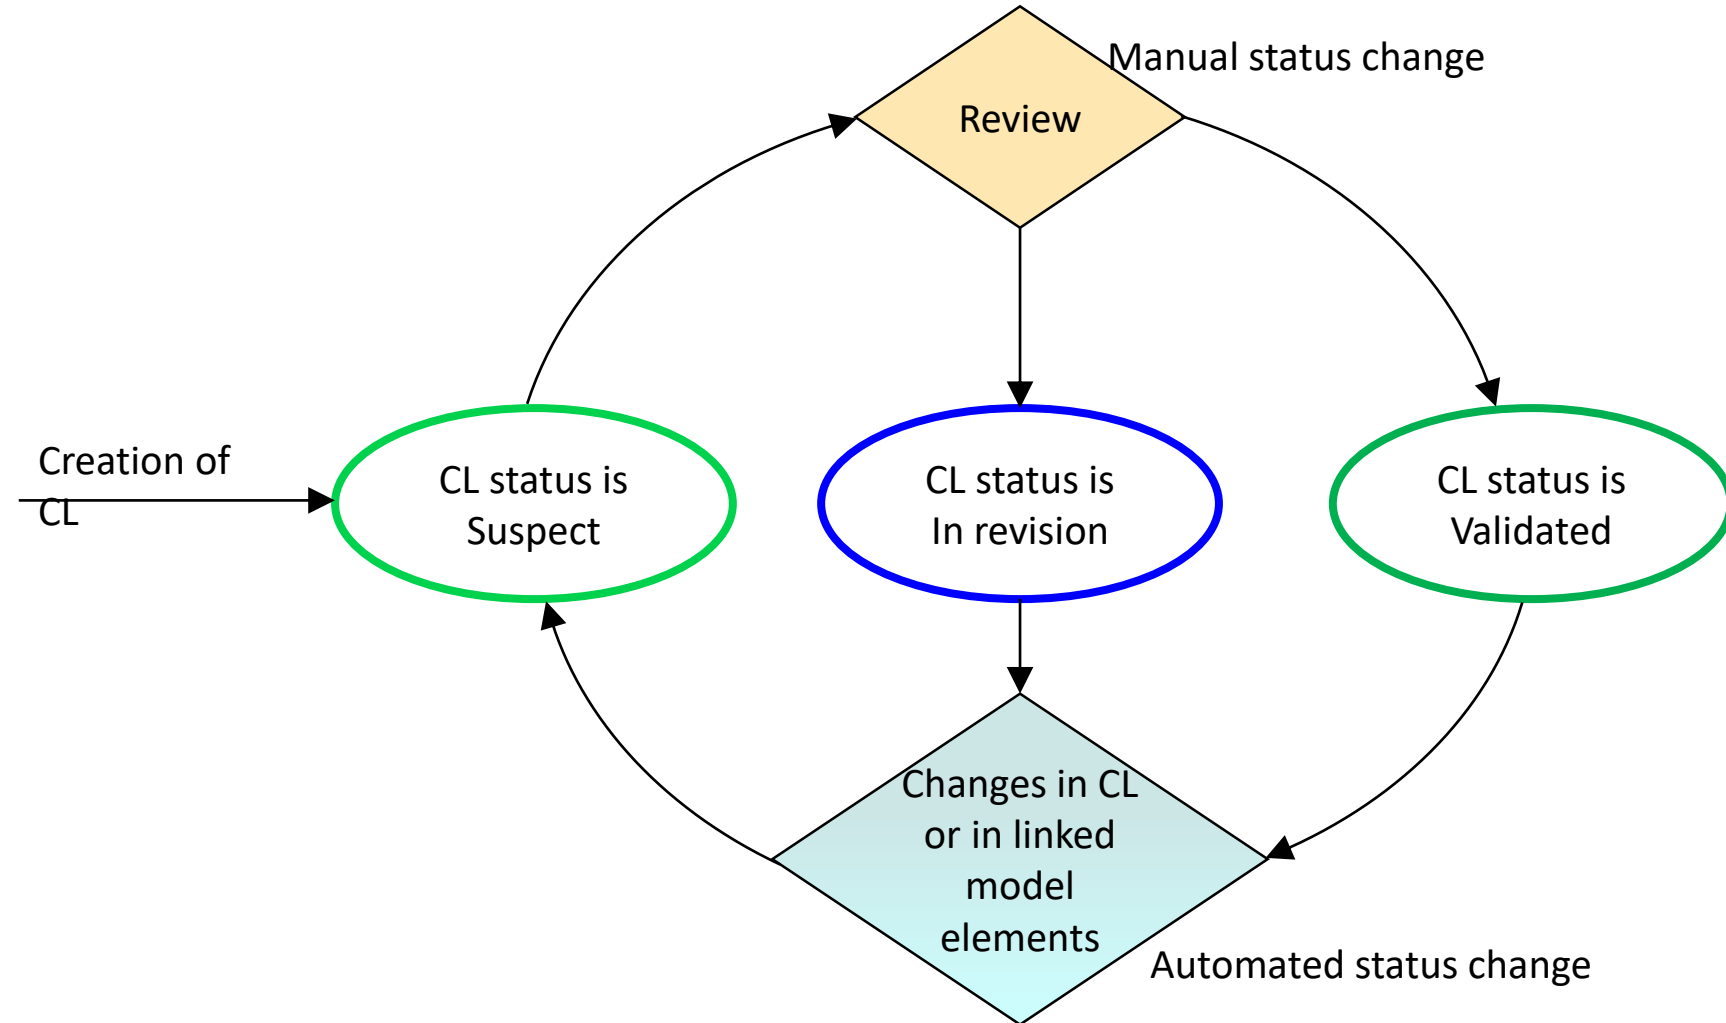 Manual status change
Review
Creation of
CL
CL status is
Suspect
CL status is
In revision
CL status is
Validated
Changes in CL
or in linked
model
elements
Automated status change